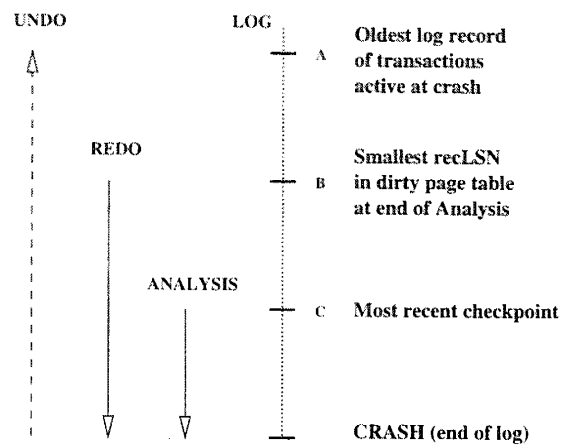 UNDO
LOG
A
Oldest log record
of transactions
active at crash
REDO
B
Smallest recLSN
in dirty page table
at end of Analysis
ANALYSIS
C
Most recent checkpoint
CRASH (end of log)